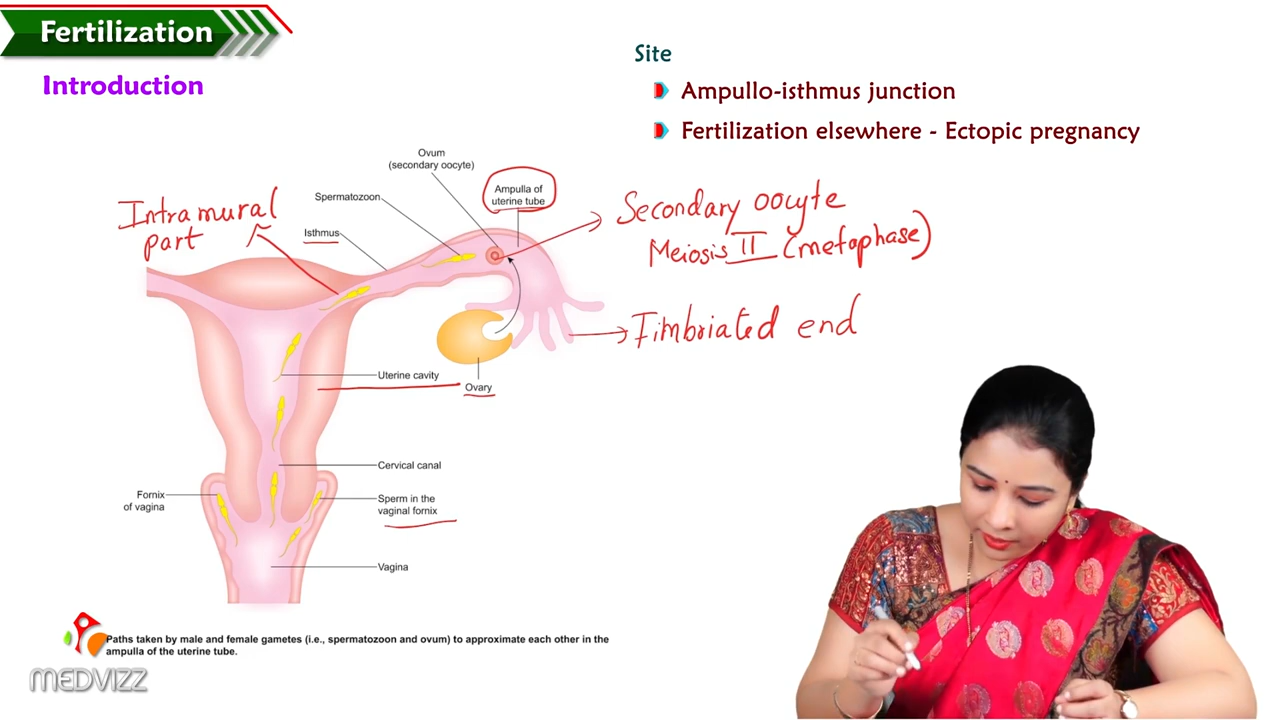 Fertilization
Introduction
Site
Ampullo-isthmus junction
Fertilization elsewhere - Ectopic pregnancy
Ovum
(secondary oocyte)
Ampulla of
uterine tube
Spermatozoon
Isthmus
Intramural
part
Secondary oocyte
Meiosis II (metaphase)
Fimbriated end
Uterine cavity
Ovary
Cervical canal
Fornix
of vagina
Sperm in the
vaginal fornix
Vagina
Paths taken by male and female gametes (i.e., spermatozoon and ovum) to approximate each other in the
ampulla of the uterine tube.
MEDVIZZ